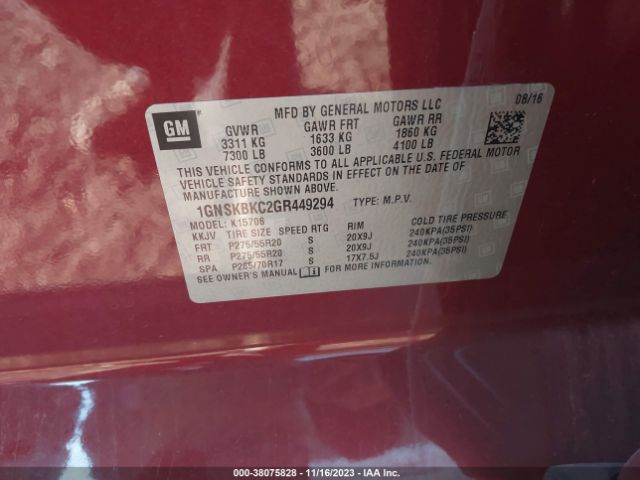 MFD BY GENERAL MOTORS LLC 08/16
GM
GVWR GAWR FRT GAWR RR
3311 KG 1633 KG 1860 KG
7300 LB 3600 LB 4100 LB
THIS VEHICLE CONFORMS TO ALL APPLICABLE U.S. FEDERAL MOTOR
VEHICLE SAFETY STANDARDS IN EFFECT ON THE DATE OF
MANUFACTURE SHOWN ABOVE.
1GNSKBKC2GR449294 TYPE: M.P.V.
MODEL: K15706
KKJV TIRE SIZE SPEED RTG RIM COLD TIRE PRESSURE
FRT P275/55R20 S 20X9J 240KPA(35PSI)
RR P275/55R20 S 20X9J 240KPA(35PSI)
SPA P265/70R17 S 17X7.5J 240KPA(35PSI)
SEE OWNER'S MANUAL FOR MORE INFORMATION.
000-38075828 - 11/16/2023 - IAA Inc.